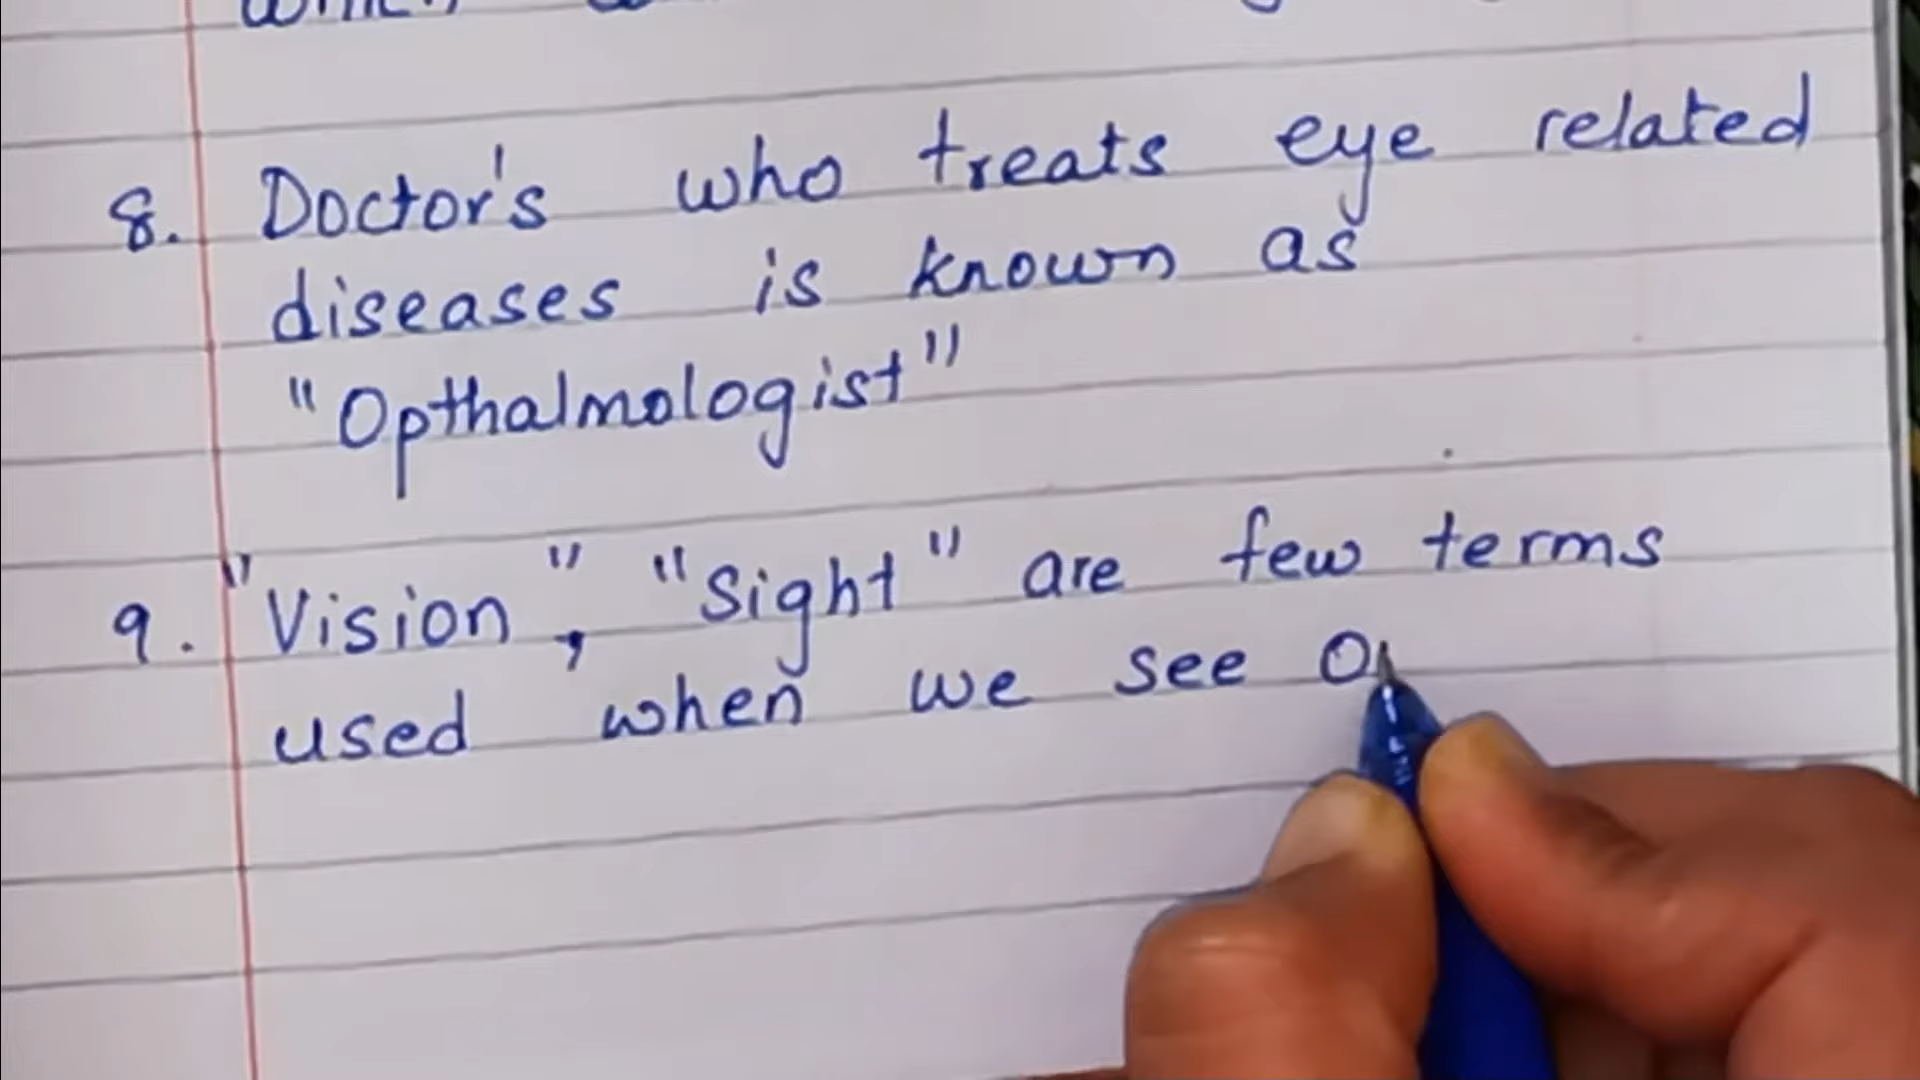 8. Doctor's who treats eye related
diseases is known as
"Opthalmologist"
9. "Vision", "Sight" are few terms
used when we see